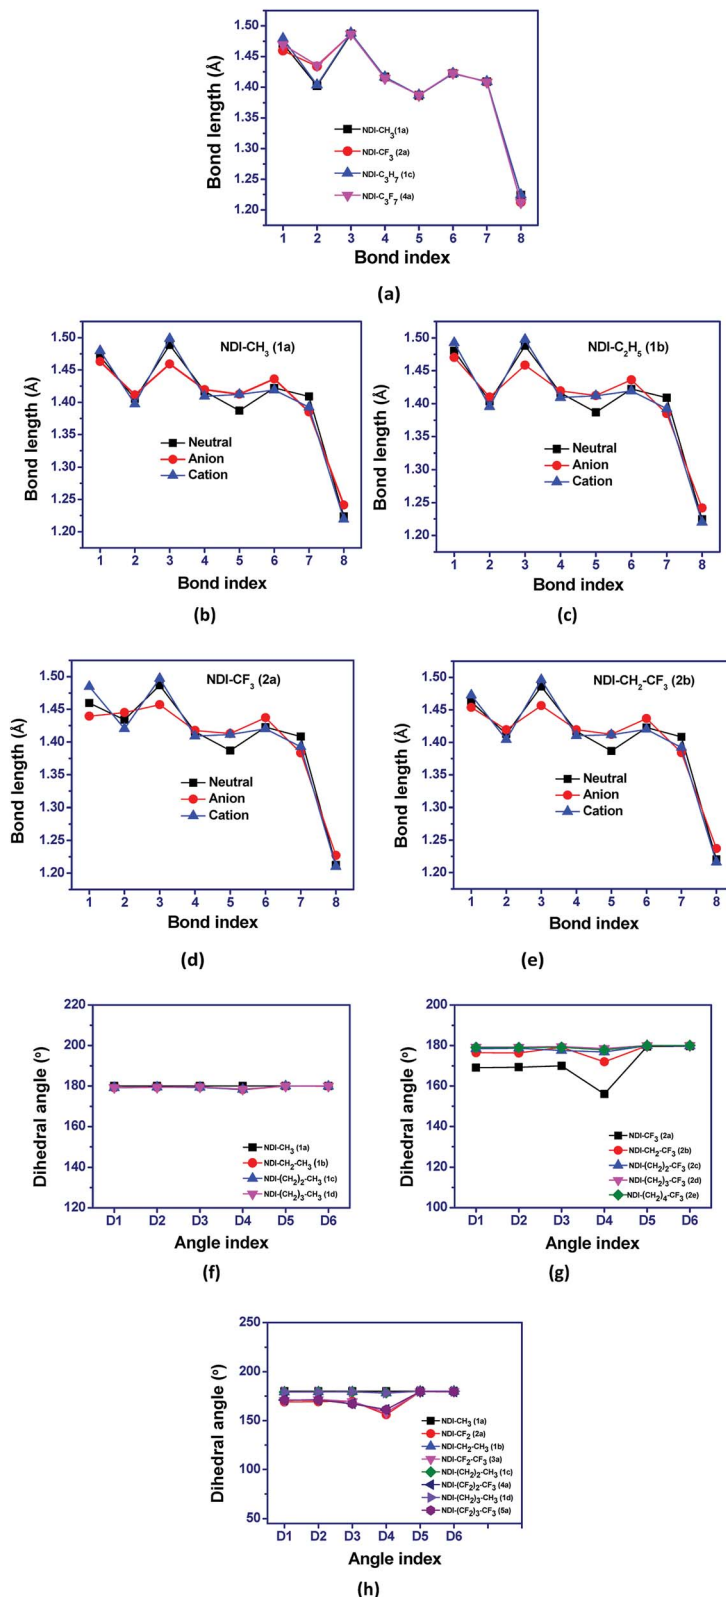 1.50
1.45
1.40
1.35
1.30
1.25
1.20
Bond length (Å)
NDI-CH3 (1a)
NDI-CF3 (2a)
NDI-C3H7 (1c)
NDI-C3F7 (4a)
1 2 3 4 5 6 7 8
Bond index
(a)
1.50
1.45
1.40
1.35
1.30
1.25
1.20
Bond length (Å)
NDI-CH3 (1a)
Neutral
Anion
Cation
1 2 3 4 5 6 7 8
Bond index
(b)
1.50
1.45
1.40
1.35
1.30
1.25
1.20
Bond length (Å)
NDI-C2H5 (1b)
Neutral
Anion
Cation
1 2 3 4 5 6 7 8
Bond index
(c)
1.50
1.45
1.40
1.35
1.30
1.25
1.20
Bond length (Å)
NDI-CF3 (2a)
Neutral
Anion
Cation
1 2 3 4 5 6 7 8
Bond index
(d)
1.50
1.45
1.40
1.35
1.30
1.25
1.20
Bond length (Å)
NDI-CH2-CF3 (2b)
Neutral
Anion
Cation
1 2 3 4 5 6 7 8
Bond index
(e)
220
200
180
160
140
120
Dihedral angle (°)
NDI-CH3 (1a)
NDI-CH2-CH3 (1b)
NDI-(CH2)2-CH3 (1c)
NDI-(CH2)3-CH3 (1d)
D1 D2 D3 D4 D5 D6
Angle index
(f)
200
180
160
140
120
100
Dihedral angle (°)
NDI-CF3 (2a)
NDI-CH2-CF3 (2b)
NDI-(CH2)2-CF3 (2c)
NDI-(CH2)3-CF3 (2d)
NDI-(CH2)4-CF3 (2e)
D1 D2 D3 D4 D5 D6
Angle index
(g)
250
200
150
100
50
Dihedral angle (°)
NDI-CH3 (1a)
NDI-CF2 (2a)
NDI-CH2-CH3 (1b)
NDI-CF2-CF3 (3a)
NDI-(CH2)2-CH3 (1c)
NDI-(CF2)2-CF3 (4a)
NDI-(CH2)3-CH3 (1d)
NDI-(CF2)3-CF3 (5a)
D1 D2 D3 D4 D5 D6
Angle index
(h)